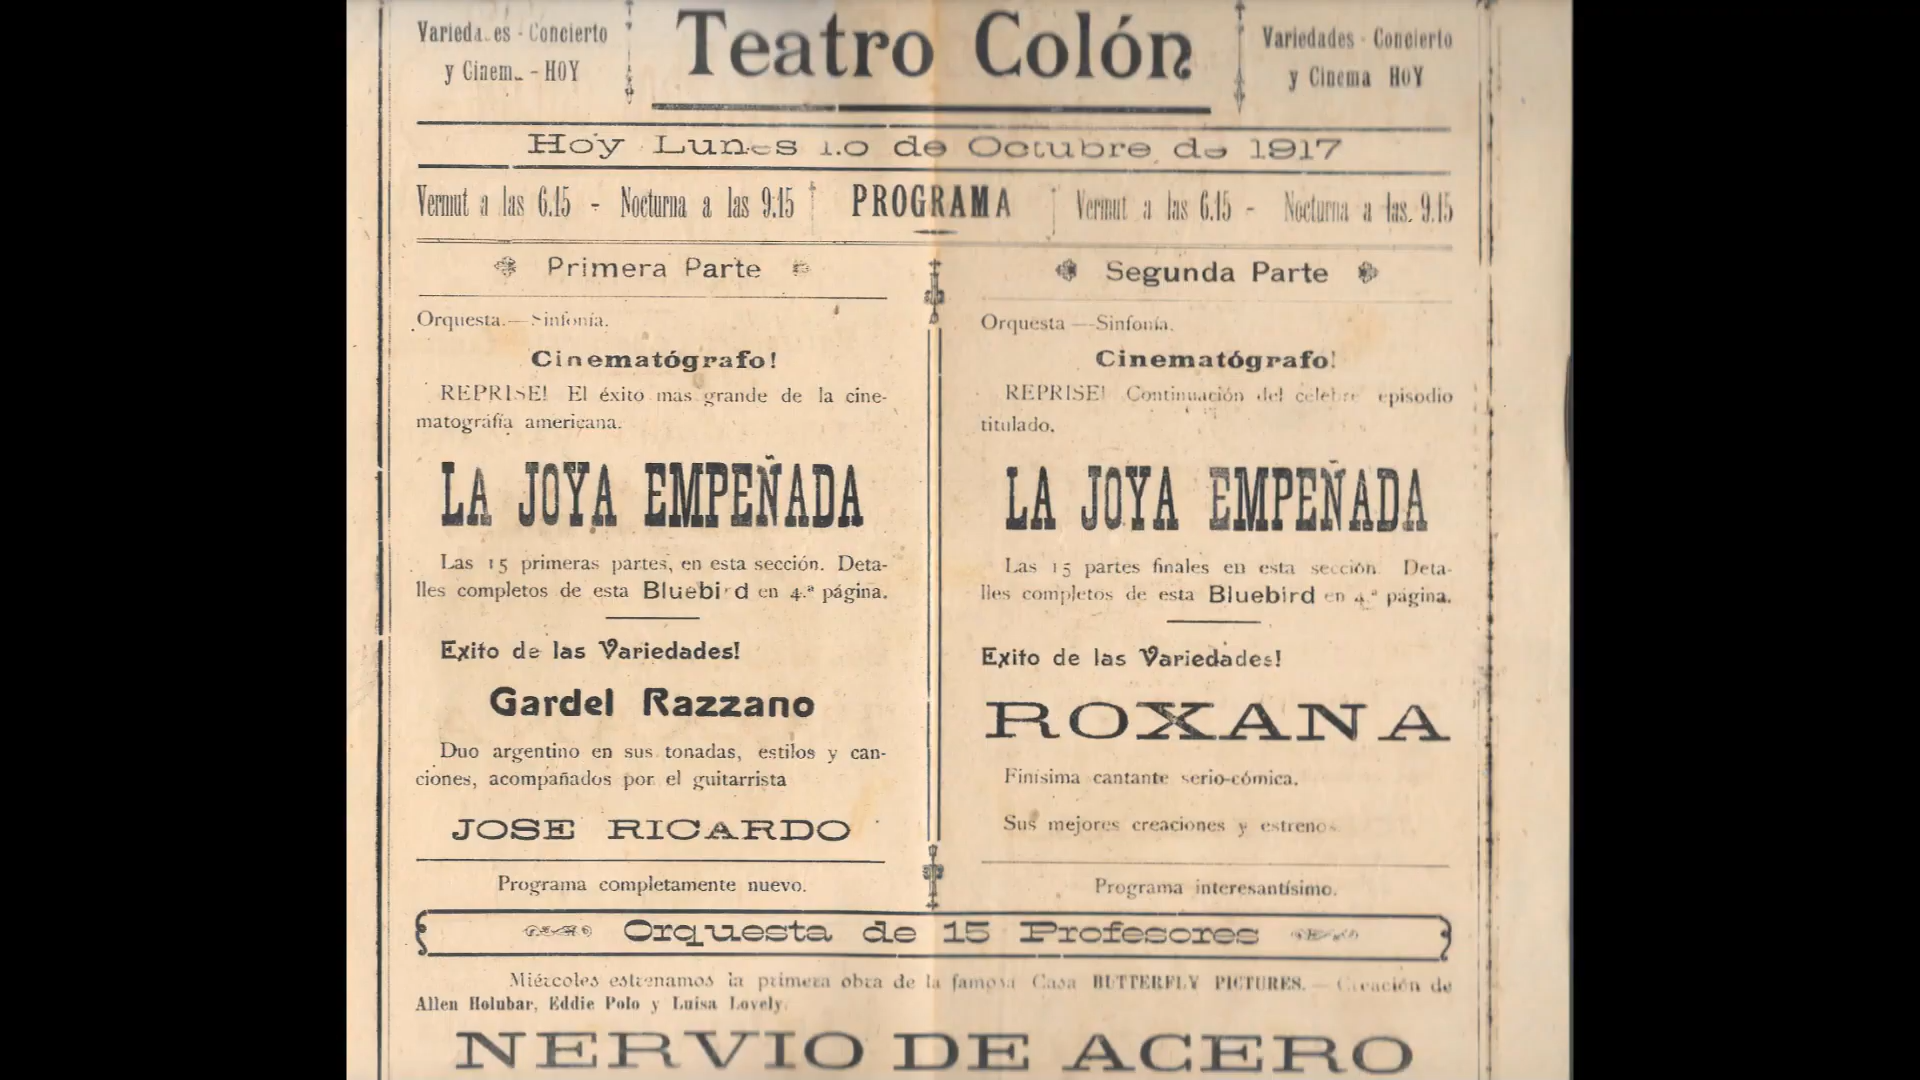 Variedades - Concierto
y Cinema - HOY
Teatro Colón
Variedades - Concierto
y Cinema HOY
Hoy Lunes 1.o de Octubre de 1917
Vermut a las 6.15 - Nocturna a las 9.15
PROGRAMA
Vermut a las 6.15 - Nocturna a las 9.15
Primera Parte
Orquesta.—Sinfonía.
Cinematógrafo!
REPRISE! El éxito mas grande de la cine-
matográfia americana.
LA JOYA EMPEÑADA
Las 15 primeras partes, en esta sección. Deta-
lles completos de esta Bluebird en 4.ª página.
Exito de las Variedades!
Gardel Razzano
Duo argentino en sus tonadas, estilos y can-
ciones, acompañados por el guitarrista
JOSE RICARDO
Programa completamente nuevo.
Segunda Parte
Orquesta —Sinfonía.
Cinematógrafo!
REPRISE! Continuación del celebre episodio
titulado.
LA JOYA EMPEÑADA
Las 15 partes finales en esta sección. Deta-
lles completos de esta Bluebird en 4.ª página.
Exito de las Variedades!
ROXANA
Finísima cantante serio-cómica.
Sus mejores creaciones y estrenos
Programa interesantísimo.
Orquesta de 15 Profesores
Miércoles estrenamos la primera obra de la famosa Casa BUTTERFLY PICTURES.—Creación de
Allen Holubar, Eddie Polo y Luisa Lovely.
NERVIO DE ACERO